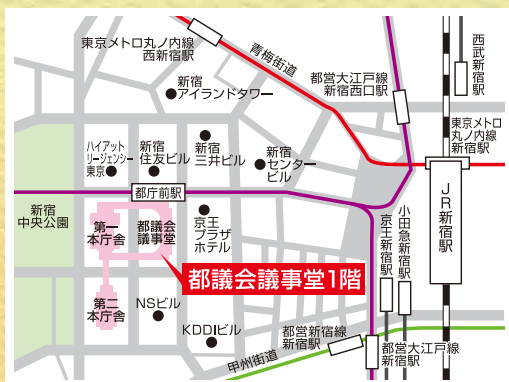 東京メトロ丸ノ内線
西新宿駅
青梅街道
西武新宿駅
新宿
アイランドタワー
都営大江戸線
新宿西口駅
東京メトロ
丸ノ内線
新宿駅
ハイアット
リージェンシー
東京
新宿
住友ビル
新宿
三井ビル
新宿
センター
ビル
都庁前駅
JR新宿駅
新宿
中央公園
第一
本庁舎
都議会
議事堂
京王
プラザ
ホテル
小田急新宿駅
京王新宿駅
都議会議事堂1階
第二
本庁舎
NSビル
KDDIビル
都営新宿線
新宿駅
都営大江戸線
新宿駅
甲州街道